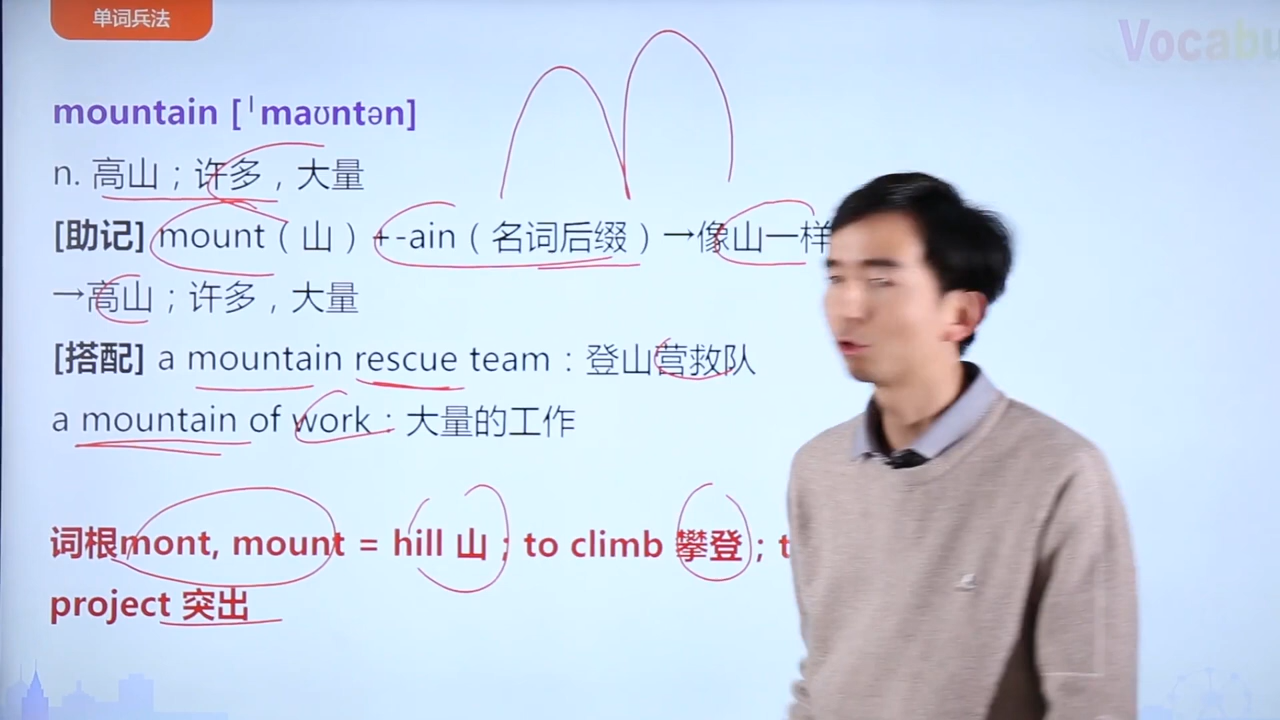 单词兵法
Vocabu
mountain [ˈmaʊntən]
n. 高山；许多，大量
[助记] mount（山）+-ain（名词后缀）→像山一样
→高山；许多，大量
[搭配] a mountain rescue team：登山营救队
a mountain of work：大量的工作
词根mont, mount = hill 山；to climb 攀登；t
project 突出